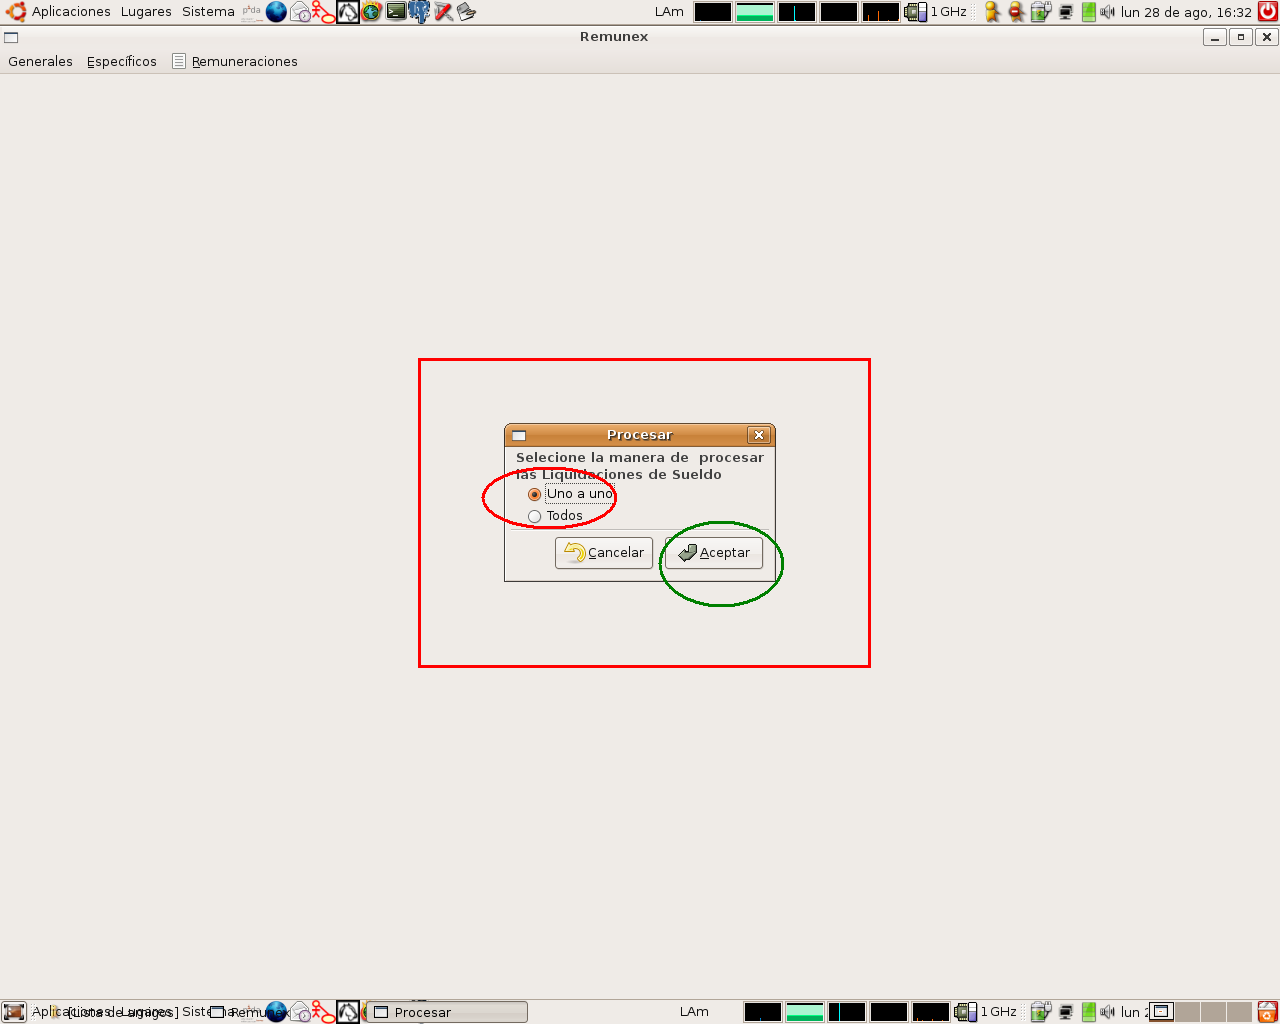 Aplicaciones Lugares Sistema LAm 1 GHz lun 28 de ago, 16:32
Remunex
Generales Específicos Remuneraciones
Procesar
Selecione la manera de procesar
las Liquidaciones de Sueldo
Uno a uno
Todos
Cancelar Aceptar
Aplicaciones Lugares Sistema [Lista de amigos] Remunex Procesar LAm 1 GHz lun 2